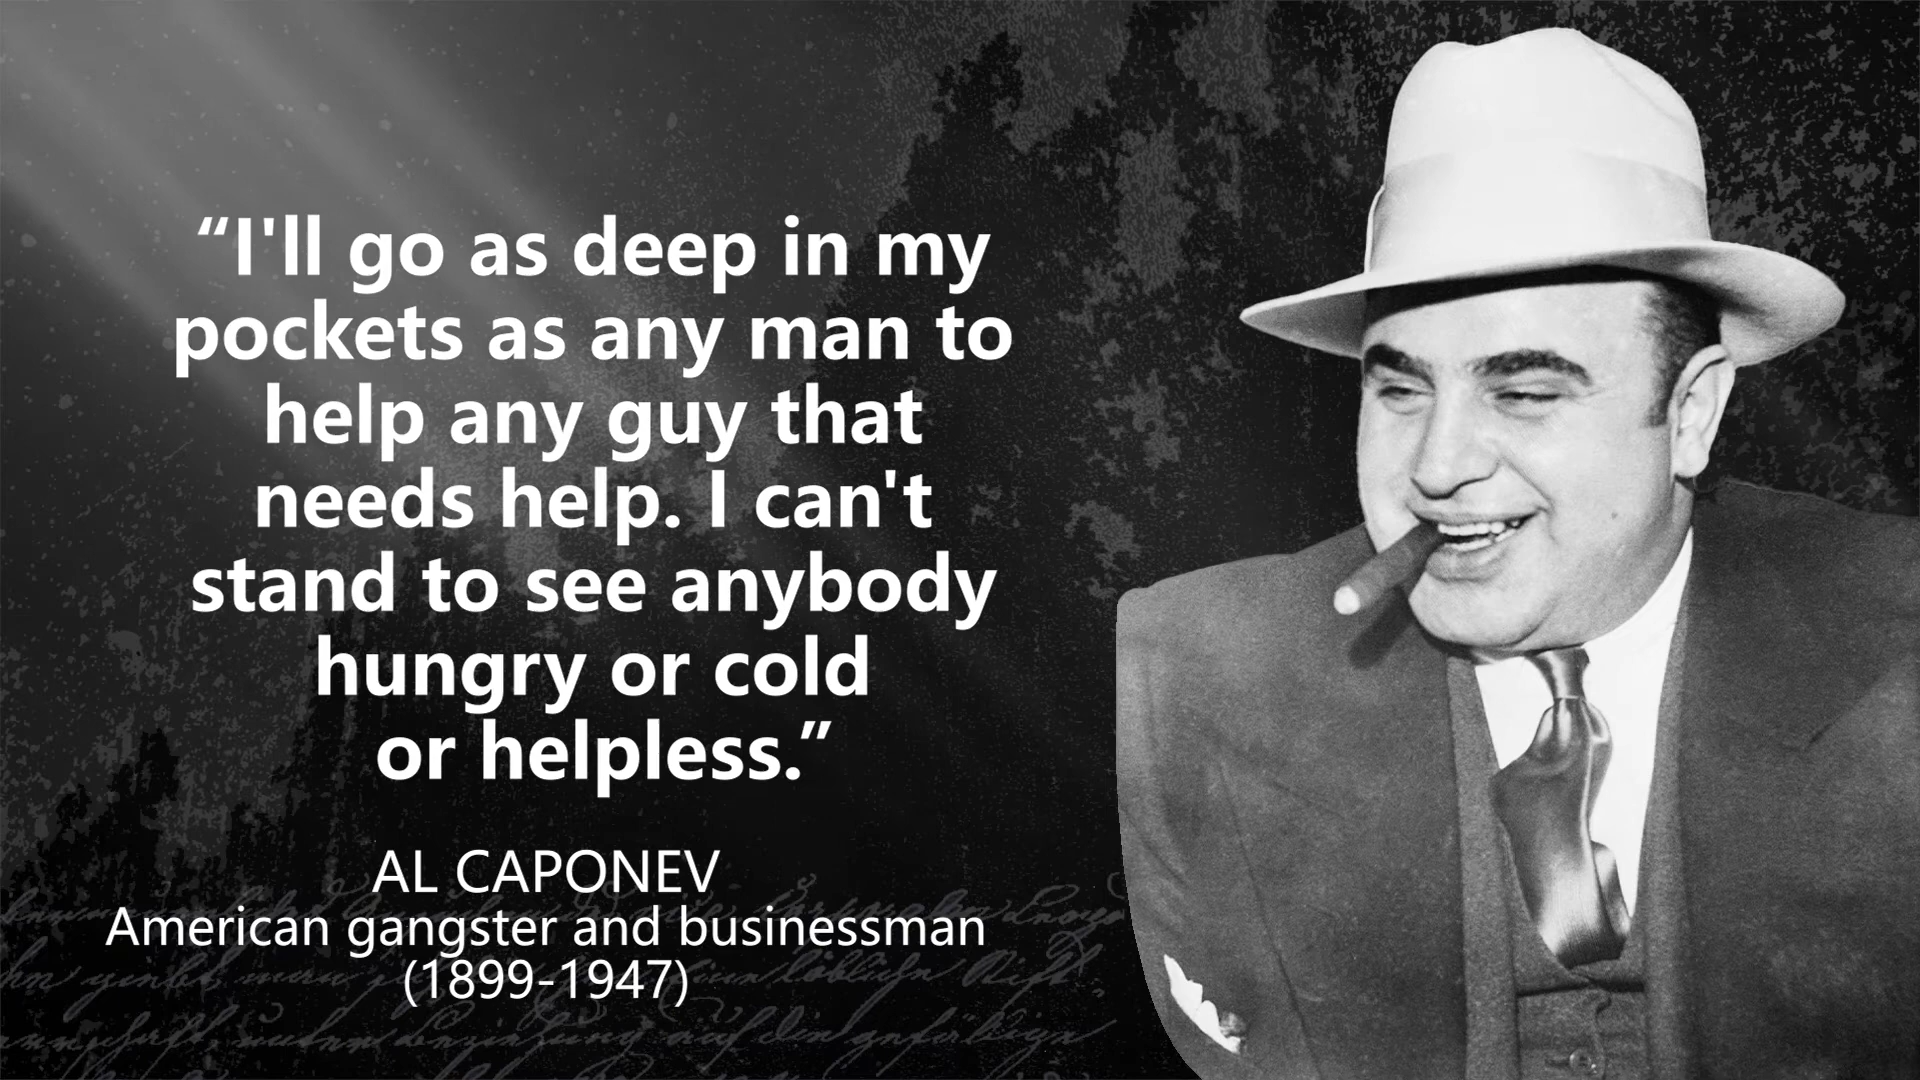 “I'll go as deep in my
pockets as any man to
help any guy that
needs help. I can't
stand to see anybody
hungry or cold
or helpless.”
AL CAPONEV
American gangster and businessman
(1899-1947)